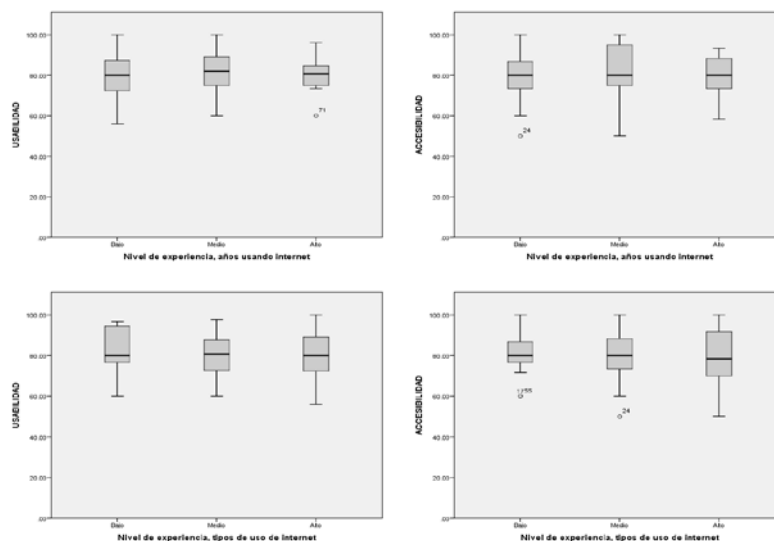 USABILIDAD
100.00
80.00
60.00
40.00
20.00
.00
71
Bajo
Medio
Alto
Nivel de experiencia, años usando internet
ACCESIBILIDAD
100.00
80.00
60.00
40.00
20.00
.00
24
Bajo
Medio
Alto
Nivel de experiencia, años usando internet
USABILIDAD
100.00
80.00
60.00
40.00
20.00
.00
Bajo
Medio
Alto
Nivel de experiencia, tipos de uso de internet
ACCESIBILIDAD
100.00
80.00
60.00
40.00
20.00
.00
24
Bajo
Medio
Alto
Nivel de experiencia, tipos de uso de internet